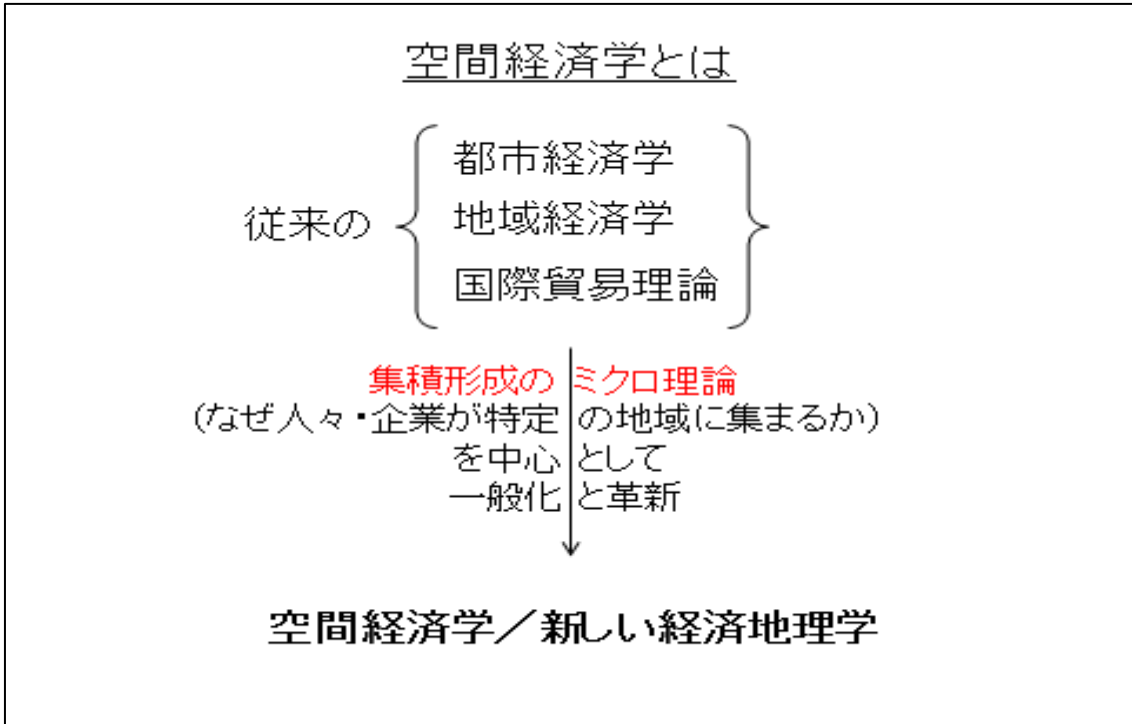 空間経済学とは
都市経済学
従来の 地域経済学
国際貿易理論
集積形成のミクロ理論
(なぜ人々・企業が特定の地域に集まるか)
を中心として
一般化と革新
空間経済学／新しい経済地理学